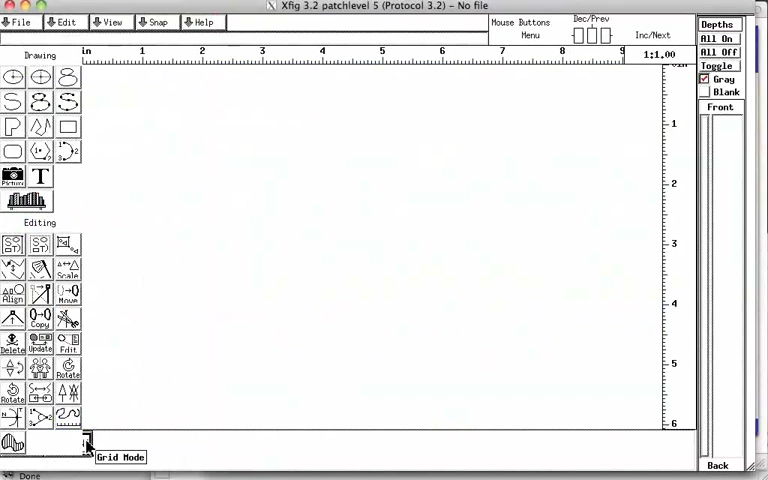 Xfig 3.2 patchlevel 5 (Protocol 3.2) - No file
File Edit View Snap Help
Mouse Buttons
Menu
Dec/Prev
Inc/Next
in 1 2 3 4 5 6 7 8 9
1:1.00
Depths
All On
All Off
Toggle
Gray
Blank
Front
Drawing
Picture
T
Editing
Scale
Align
Move
Copy
Delete
Update
Edit
Rotate
Rotate
1
2
3
4
5
6
Grid Mode
Back
Done